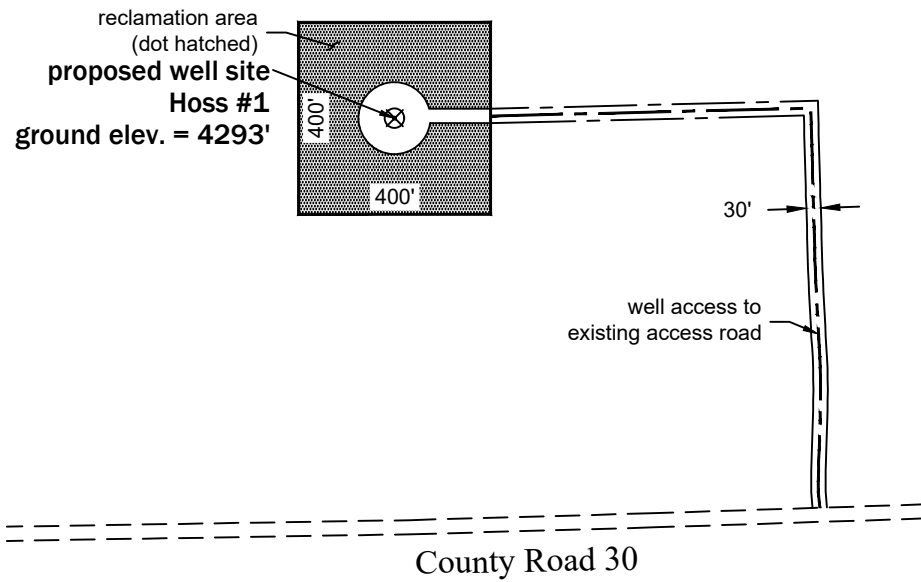 reclamation area
(dot hatched)
proposed well site
Hoss #1
ground elev. = 4293'
400'
400'
30'
well access to
existing access road
County Road 30